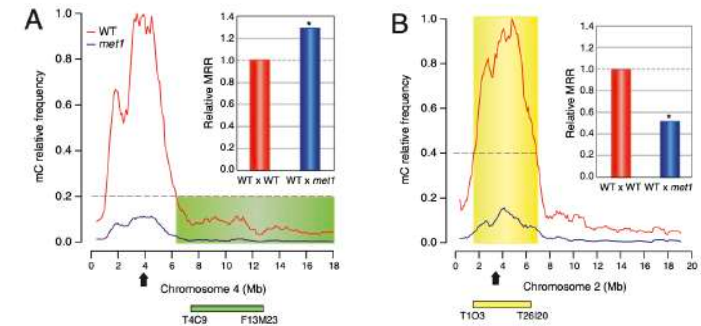 A
WT
met1
mC relative frequency
1.0
0.8
0.6
0.4
0.2
0.0
0 2 4 6 8 10 12 14 16 18
Chromosome 4 (Mb)
T4C9 F13M23
Relative MRR
1.4
1.2
1.0
0.8
0.6
0.4
0.2
0.0
*
WT x WT WT x met1
B
mC relative frequency
1.0
0.8
0.6
0.4
0.2
0.0
0 2 4 6 8 10 12 14 16 18 20
Chromosome 2 (Mb)
T1O3 T26I20
Relative MRR
1.4
1.2
1.0
0.8
0.6
0.4
0.2
0.0
*
WT x WT WT x met1